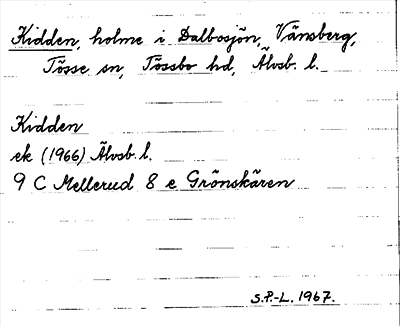 Kidden, holme i Dalbosjön, Vänsberg,
Tösse sn, Tössbo hd, Älvsb. l.
Kidden
ek (1966) Älvsb. l.
9 C Mellerud 8 e Grönskären
S.P.-L. 1967.